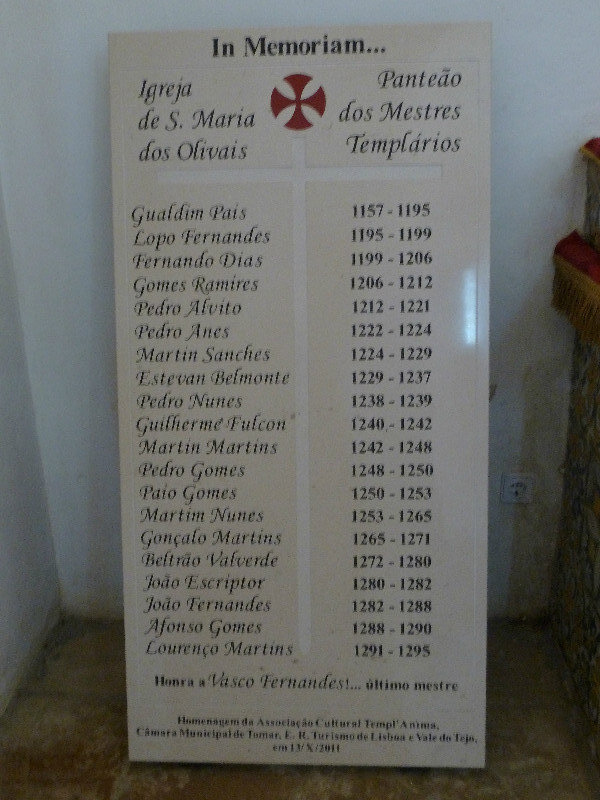 In Memoriam...
Igreja
de S. Maria
dos Olivais
Panteão
dos Mestres
Templários
Gualdim Pais 1157 - 1195
Lopo Fernandes 1195 - 1199
Fernando Dias 1199 - 1206
Gomes Ramires 1206 - 1212
Pedro Alvito 1212 - 1221
Pedro Anes 1222 - 1224
Martin Sanches 1224 - 1229
Estevan Belmonte 1229 - 1237
Pedro Nunes 1238 - 1239
Guilherme Fulcon 1240 - 1242
Martim Martins 1242 - 1248
Pedro Gomes 1248 - 1250
Paio Gomes 1250 - 1253
Martim Nunes 1253 - 1265
Gonçalo Martins 1265 - 1271
Beltrão Valverde 1272 - 1280
João Escriptor 1280 - 1282
João Fernandes 1282 - 1288
Afonso Gomes 1288 - 1290
Lourenço Martins 1291 - 1295
Honra a Vasco Fernandes!... último mestre
Homenagem da Associação Cultural Templ'Anima,
Câmara Municipal de Tomar, E. R. Turismo de Lisboa e Vale do Tejo,
em 13/X/2011